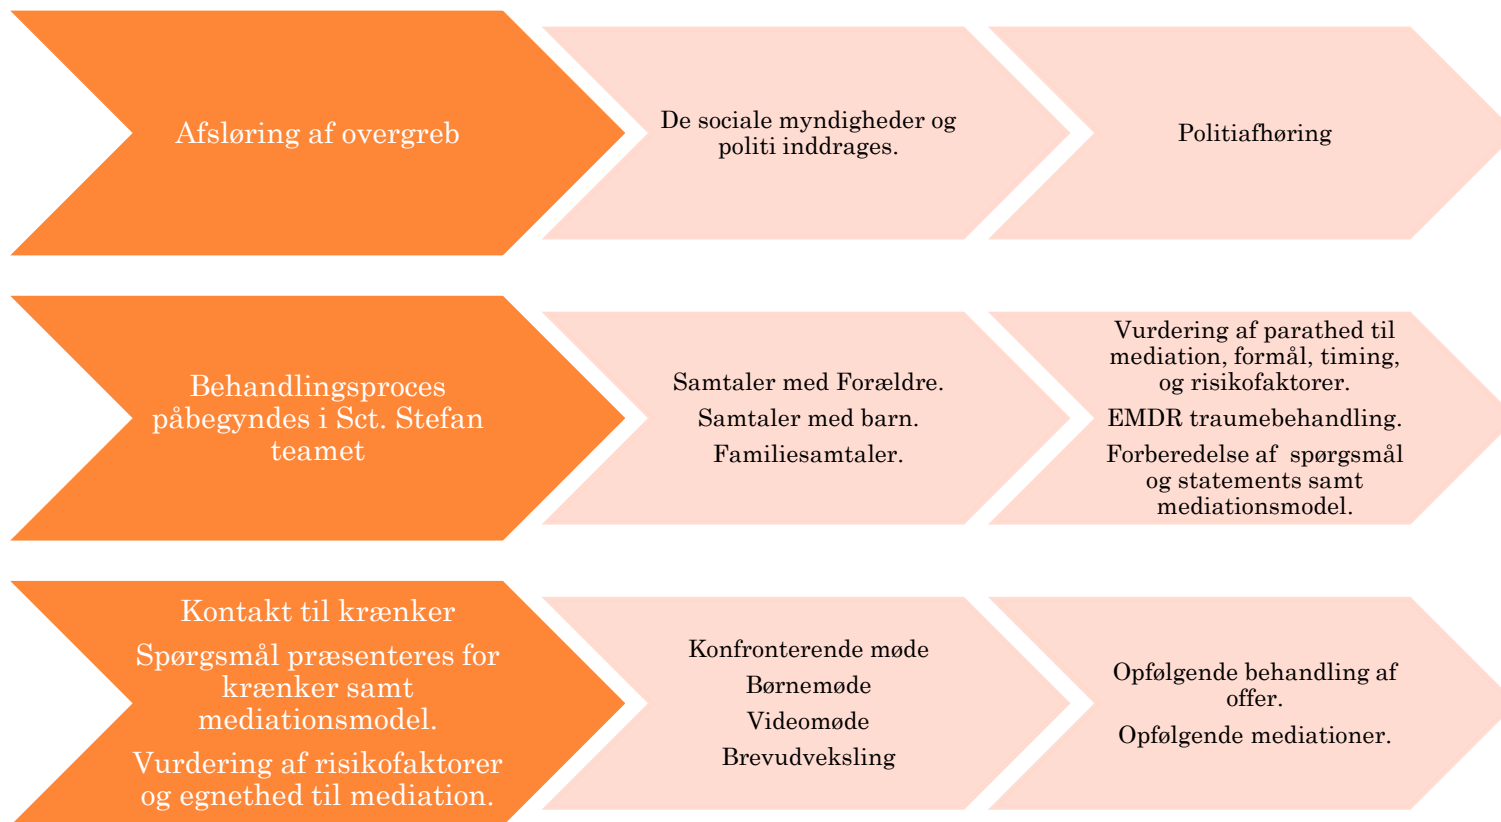 Afsløring af overgreb
De sociale myndigheder og
politi inddrages.
Politiafhøring
Behandlingsproces
påbegyndes i Sct. Stefan
teamet
Samtaler med Forældre.
Samtaler med barn.
Familiesamtaler.
Vurdering af parathed til
mediation, formål, timing,
og risikofaktorer.
EMDR traumebehandling.
Forberedelse af spørgsmål
og statements samt
mediationsmodel.
Kontakt til krænker
Spørgsmål præsenteres for
krænker samt
mediationsmodel.
Vurdering af risikofaktorer
og egnethed til mediation.
Konfronterende møde
Børnemøde
Videomøde
Brevudveksling
Opfølgende behandling af
offer.
Opfølgende mediationer.